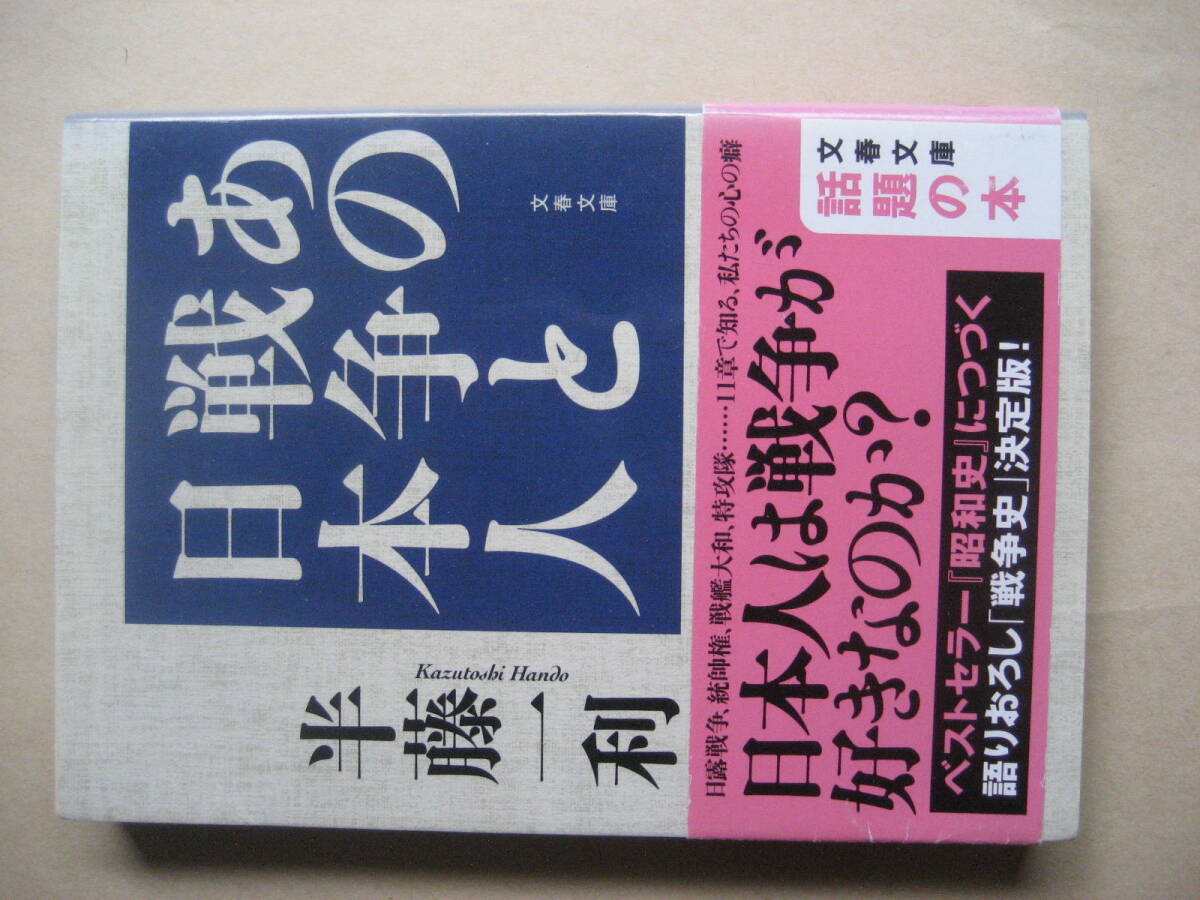 あの
戦争と
日本人
文春文庫
Kazutoshi Hando
半藤一利
文春文庫
話題の本
日露戦争、統帥権、戦艦大和、特攻隊……11章で知る、私たちの心の癖
日本人は戦争が
好きなのか?
ベストセラー『昭和史』につづく
語りおろし「戦争史」決定版!